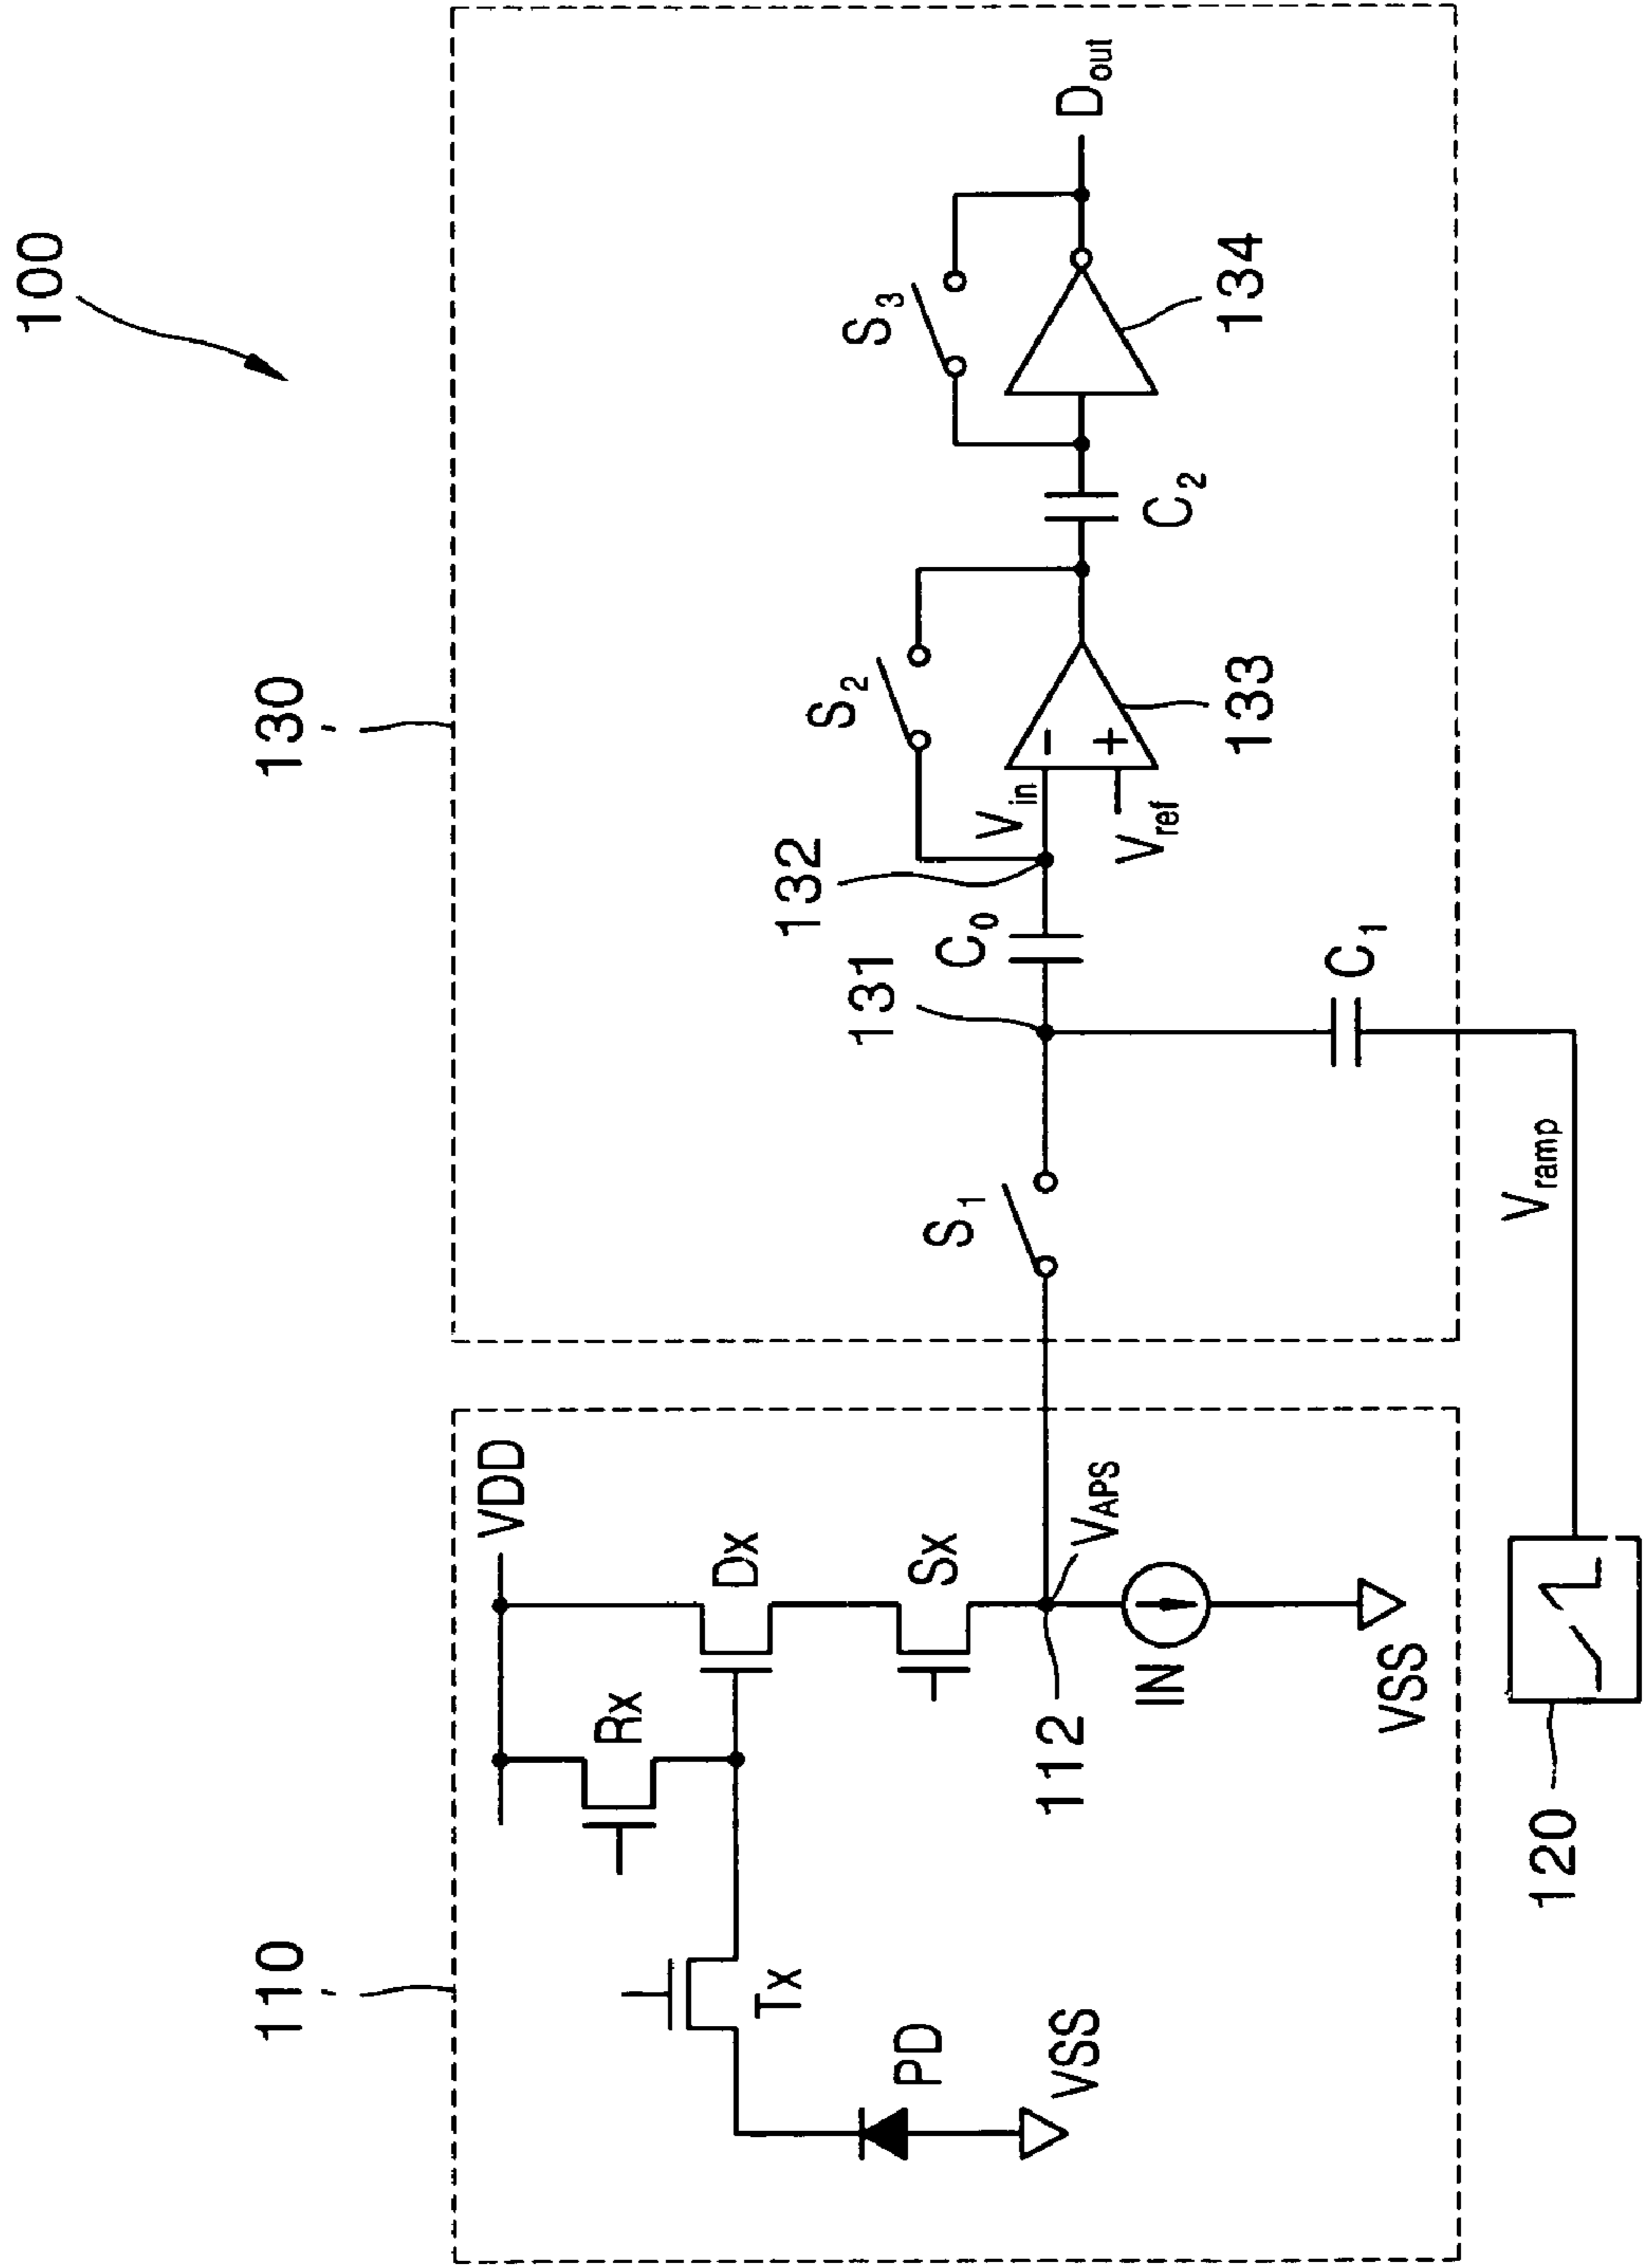 100
110
130
VDD
Rx
Dx
Tx
Sx
PD
VSS
112
VAPS
IN
VSS
S1
131
C0
132
Vin
Vref
S2
133
C1
C2
S3
134
Dout
Vramp
120